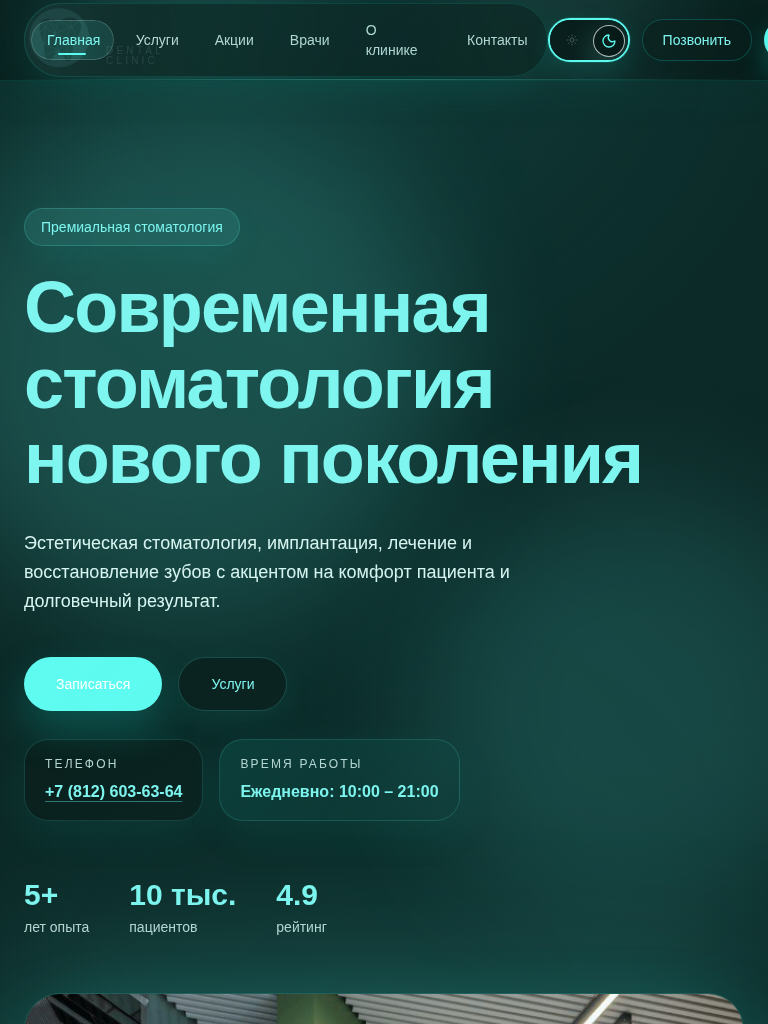 Главная Услуги Акции Врачи О клинике Контакты Позвонить
DENTAL
CLINIC
Премиальная стоматология
Современная
стоматология
нового поколения
Эстетическая стоматология, имплантация, лечение и
восстановление зубов с акцентом на комфорт пациента и
долговечный результат.
Записаться Услуги
ТЕЛЕФОН ВРЕМЯ РАБОТЫ
+7 (812) 603-63-64 Ежедневно: 10:00 – 21:00
5+ 10 тыс. 4.9
лет опыта пациентов рейтинг